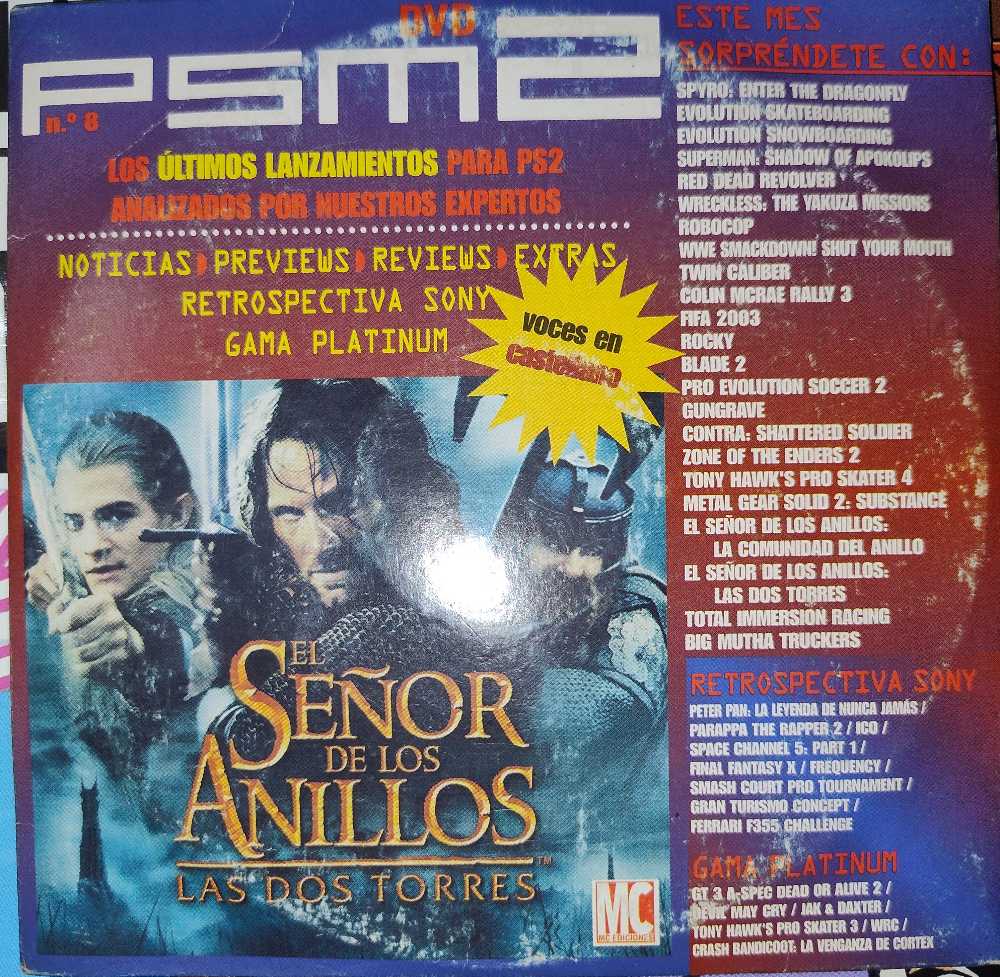 DVD
PSM2
n.º 8
LOS ÚLTIMOS LANZAMIENTOS PARA PS2
ANALIZADOS POR NUESTROS EXPERTOS
NOTICIAS PREVIEWS REVIEWS EXTRAS
RETROSPECTIVA SONY
GAMA PLATINUM
voces en
castellano
EL
SEÑOR
DE LOS
ANILLOS™
LAS DOS TORRES
MC
MC EDICIONES
ESTE MES
SORPRÉNDETE CON:
SPYRO: ENTER THE DRAGONFLY
EVOLUTION SKATEBOARDING
EVOLUTION SNOWBOARDING
SUPERMAN: SHADOW OF APOKOLIPS
RED DEAD REVOLVER
WRECKLESS: THE YAKUZA MISSIONS
ROBOCOP
WWE SMACKDOWN! SHUT YOUR MOUTH
TWIN CALIBER
COLIN MCRAE RALLY 3
FIFA 2003
ROCKY
BLADE 2
PRO EVOLUTION SOCCER 2
GUNGRAVE
CONTRA: SHATTERED SOLDIER
ZONE OF THE ENDERS 2
TONY HAWK'S PRO SKATER 4
METAL GEAR SOLID 2: SUBSTANCE
EL SEÑOR DE LOS ANILLOS:
LA COMUNIDAD DEL ANILLO
EL SEÑOR DE LOS ANILLOS:
LAS DOS TORRES
TOTAL IMMERSION RACING
BIG MUTHA TRUCKERS
RETROSPECTIVA SONY
PETER PAN: LA LEYENDA DE NUNCA JAMÁS /
PARAPPA THE RAPPER 2 / ICO /
SPACE CHANNEL 5: PART 1 /
FINAL FANTASY X / FREQUENCY /
SMASH COURT PRO TOURNAMENT /
GRAN TURISMO CONCEPT /
FERRARI F355 CHALLENGE
GAMA PLATINUM
GT 3 A-SPEC DEAD OR ALIVE 2 /
DEVIL MAY CRY / JAK & DAXTER /
TONY HAWK'S PRO SKATER 3 / WRC /
CRASH BANDICOOT: LA VENGANZA DE CORTEX